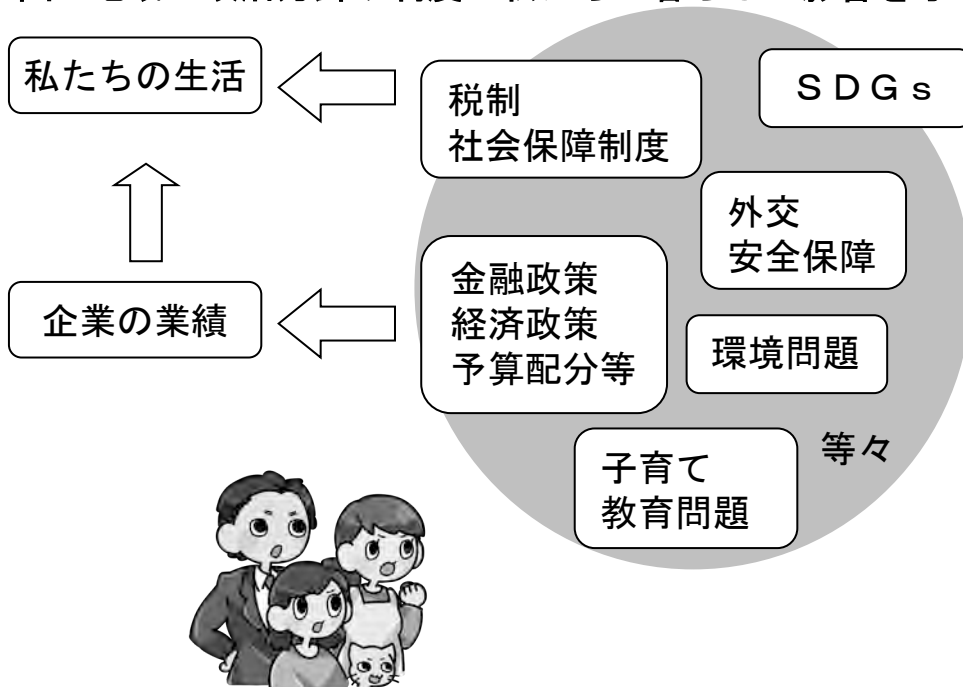 私たちの生活
税制
社会保障制度
ＳＤＧｓ
外交
安全保障
企業の業績
金融政策
経済政策
予算配分等
環境問題
等々
子育て
教育問題